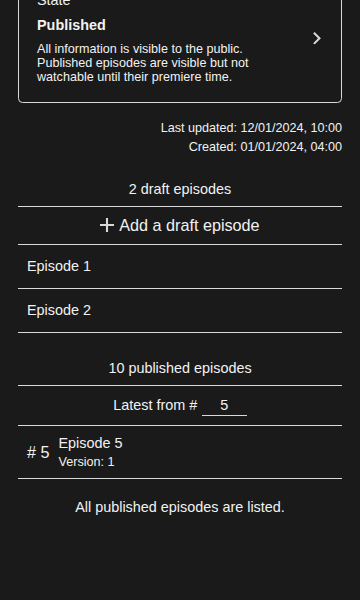 State
Published
All information is visible to the public.
Published episodes are visible but not
watchable until their premiere time.
Last updated: 12/01/2024, 10:00
Created: 01/01/2024, 04:00
2 draft episodes
Add a draft episode
Episode 1
Episode 2
10 published episodes
Latest from # 5
# 5
Episode 5
Version: 1
All published episodes are listed.